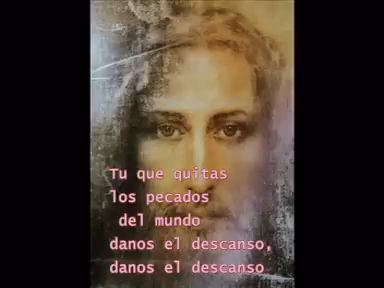 Tu que quitas
los pecados
del mundo
danos el descanso,
danos el descanso